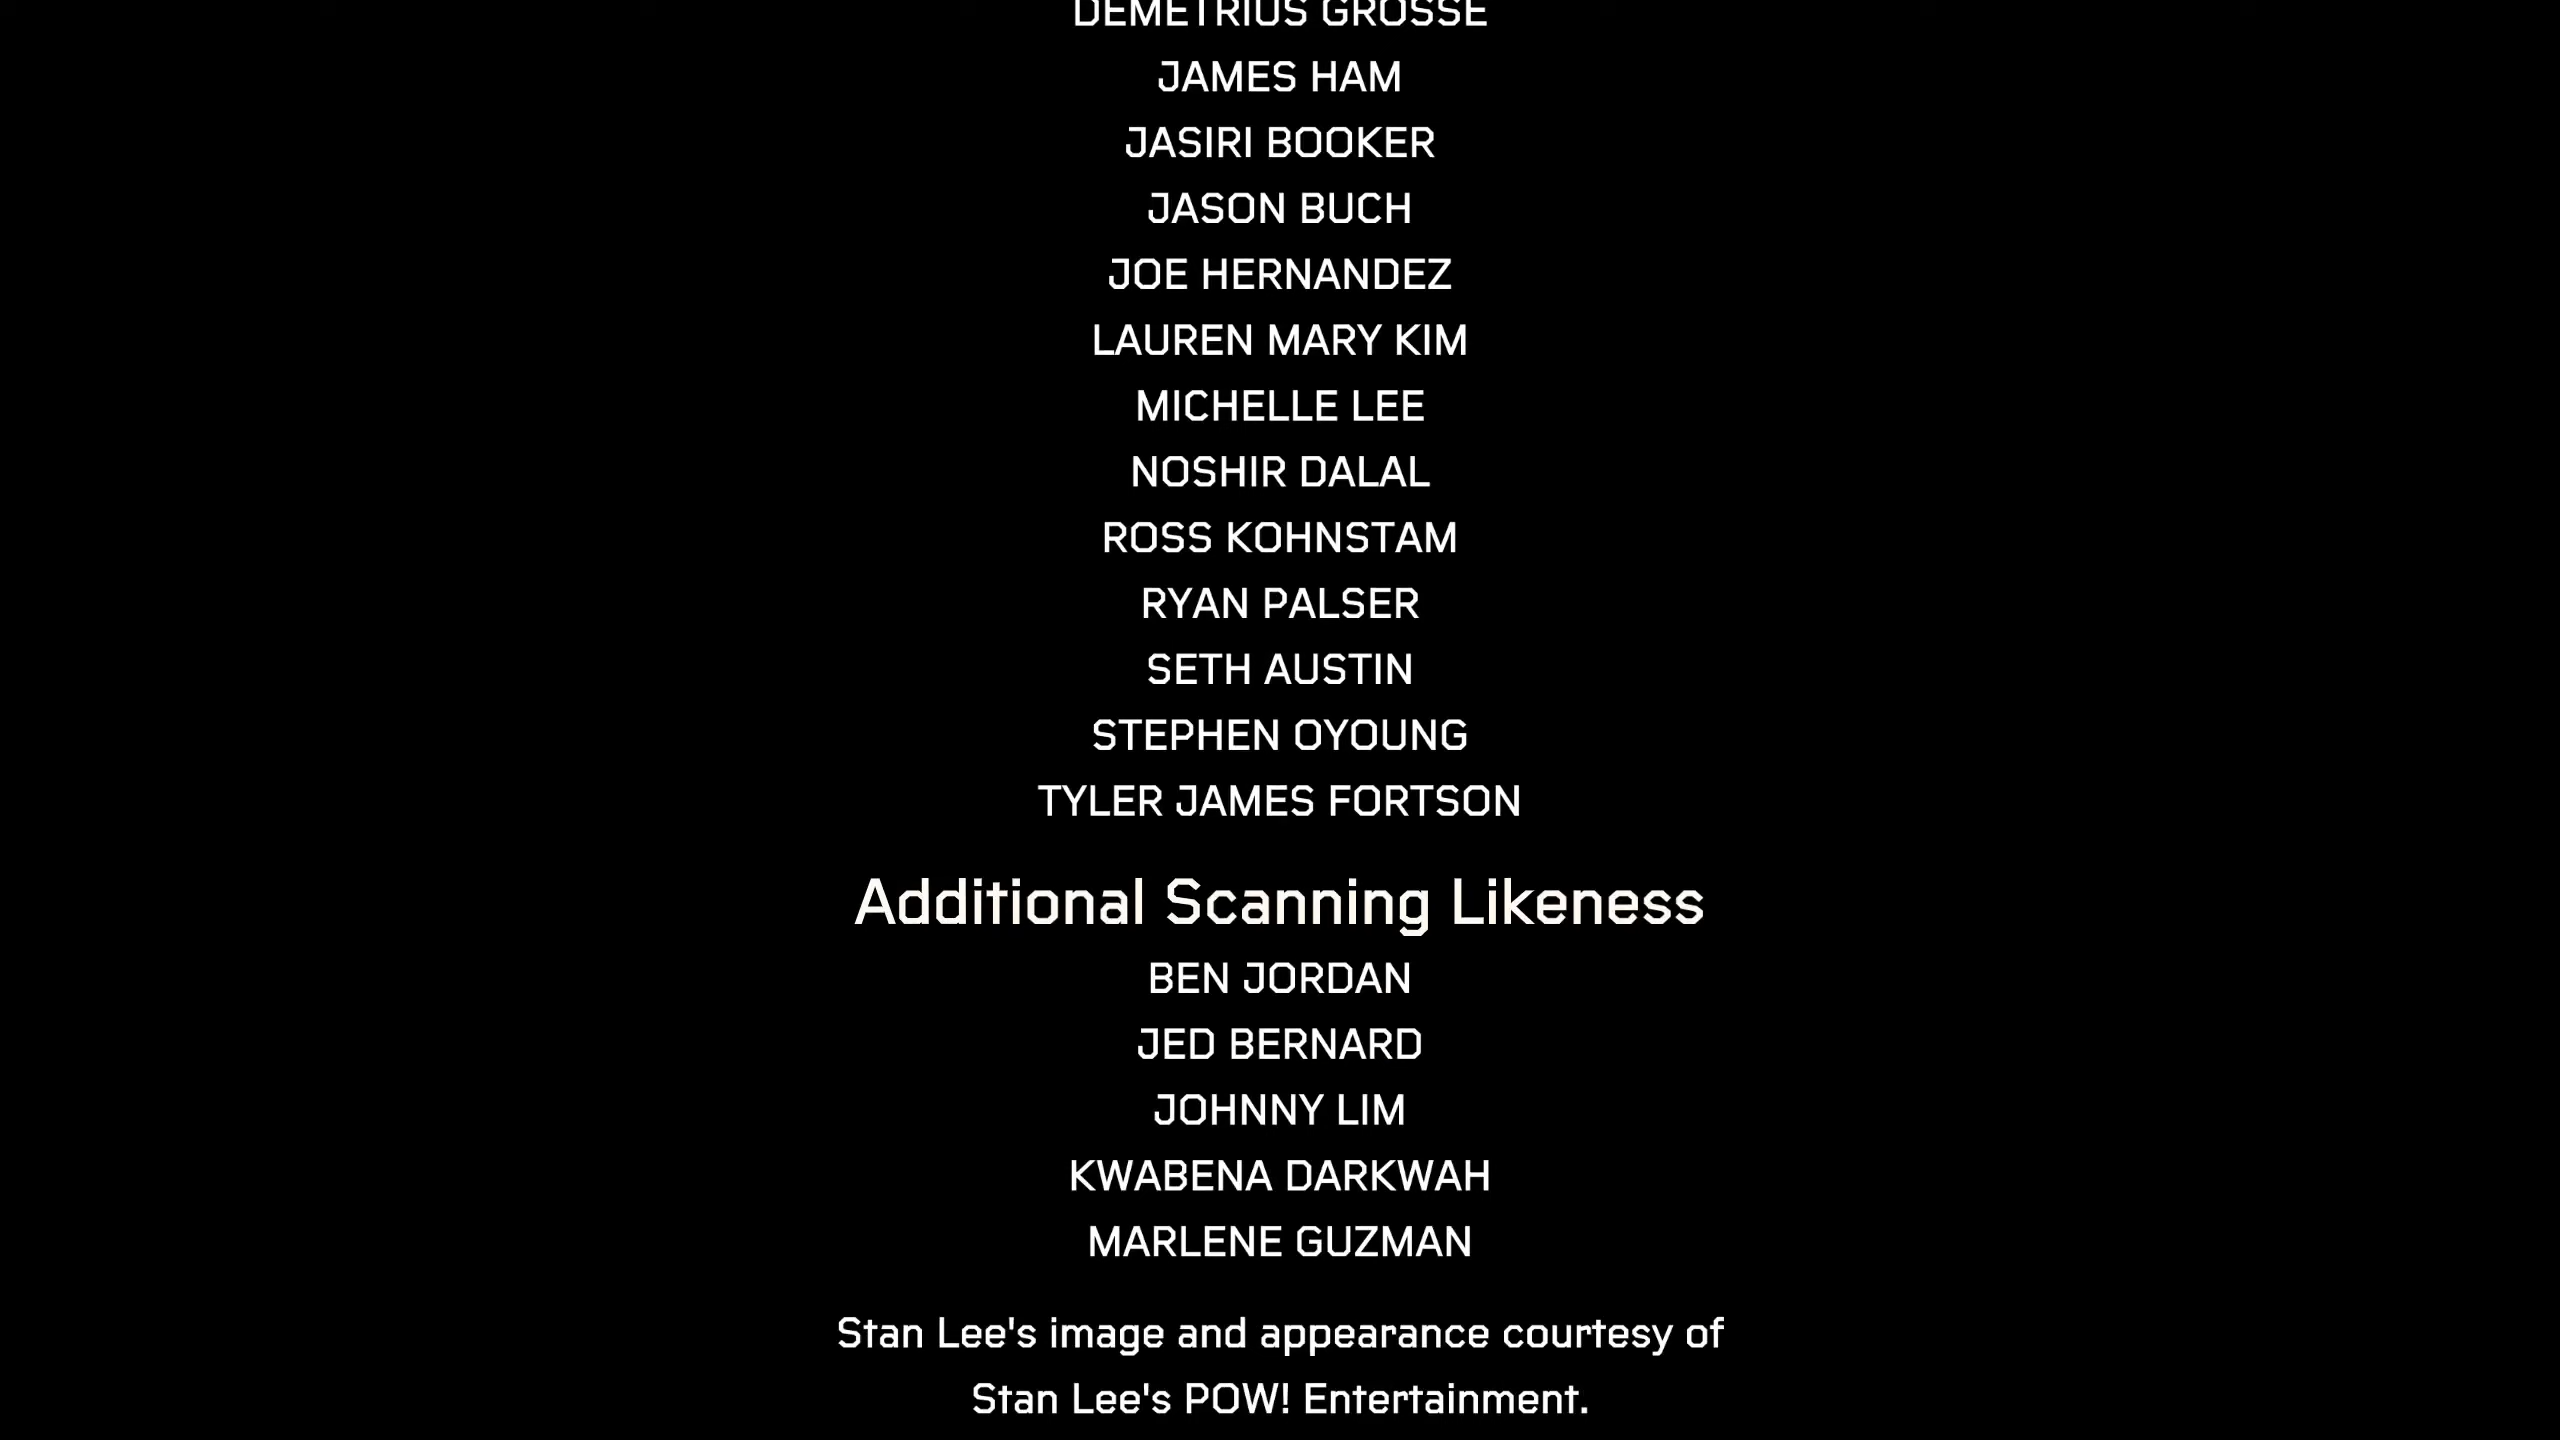 DEMETRIUS GROSSE
JAMES HAM
JASIRI BOOKER
JASON BUCH
JOE HERNANDEZ
LAUREN MARY KIM
MICHELLE LEE
NOSHIR DALAL
ROSS KOHNSTAM
RYAN PALSER
SETH AUSTIN
STEPHEN OYOUNG
TYLER JAMES FORTSON
Additional Scanning Likeness
BEN JORDAN
JED BERNARD
JOHNNY LIM
KWABENA DARKWAH
MARLENE GUZMAN
Stan Lee's image and appearance courtesy of
Stan Lee's POW! Entertainment.